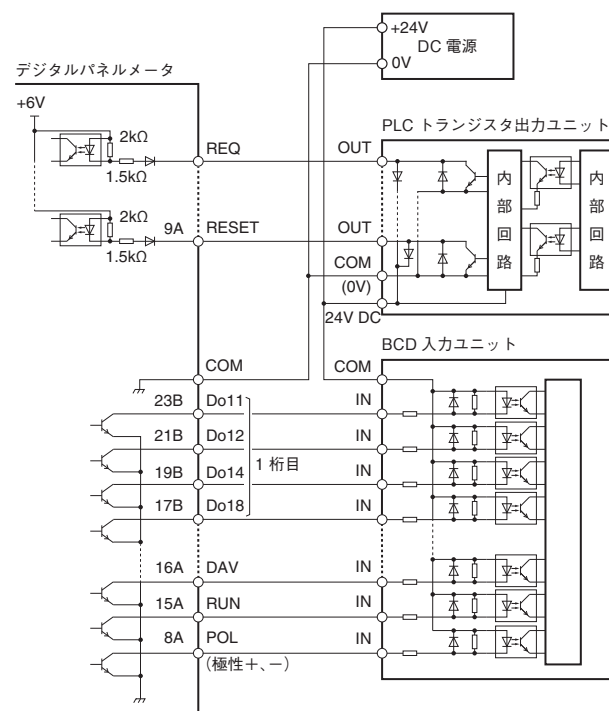 +24V
DC 電源
0V
デジタルパネルメータ
+6V
2kΩ
1.5kΩ
REQ
2kΩ
9A
RESET
1.5kΩ
PLC トランジスタ出力ユニット
OUT
OUT
COM
(0V)
24V DC
内部回路
内部回路
BCD 入力ユニット
COM
COM
23B
Do11
IN
21B
Do12
IN
1 桁目
19B
Do14
IN
17B
Do18
IN
16A
DAV
IN
15A
RUN
IN
8A
POL
IN
(極性+、−)